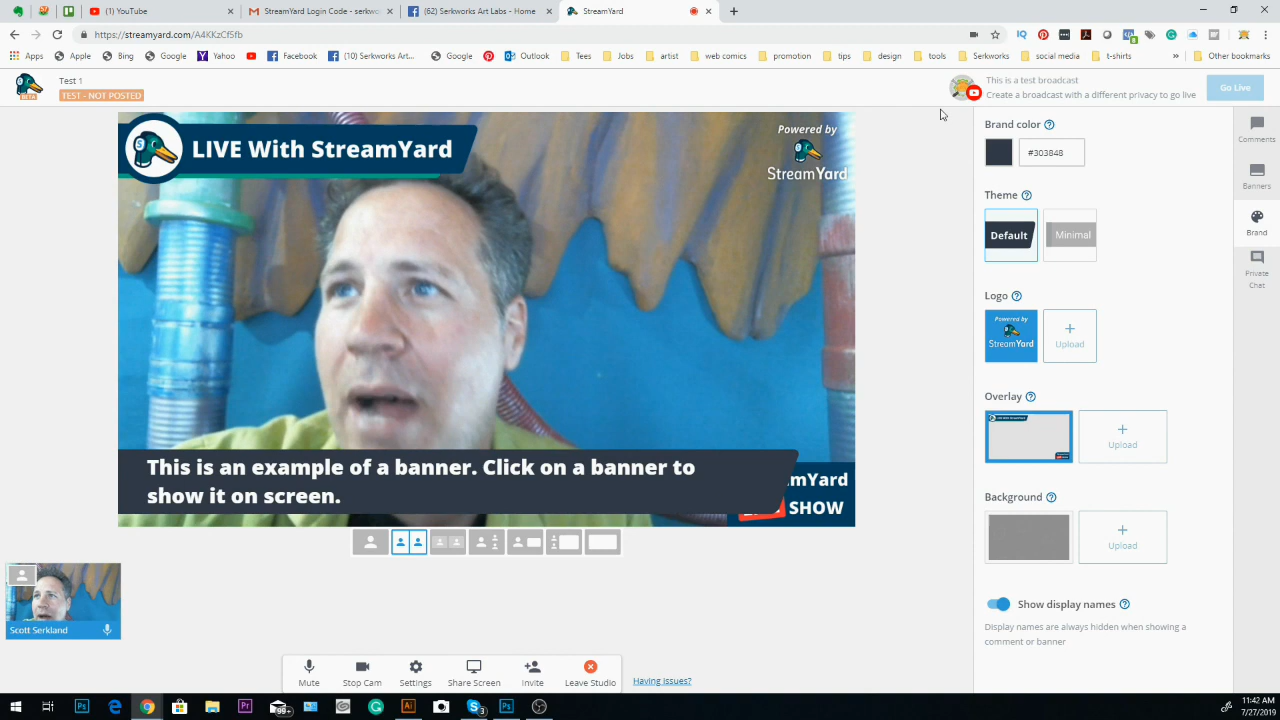 (1) YouTube
StreamYard Login Code - serkwo
(62) Serkworks Art Labs - Home
StreamYard
https://streamyard.com/A4KKzCf5fb
Apps
Apple
Bing
Google
Yahoo
Facebook
(10) Serkworks Art...
Google
Outlook
Tees
Jobs
artist
web comics
promotion
tips
design
tools
Serkworks
social media
t-shirts
»
Other bookmarks
BETA
Test 1
TEST - NOT POSTED
This is a test broadcast
Create a broadcast with a different privacy to go live
Go Live
LIVE With StreamYard
Powered by
StreamYard
This is an example of a banner. Click on a banner to
show it on screen.
eamYard
SHOW
Brand color
#303848
Theme
Default
Minimal
Logo
Powered by
StreamYard
Upload
Overlay
Upload
Background
Upload
Show display names
Display names are always hidden when showing a
comment or banner
Comments
Banners
Brand
Private
Chat
Scott Serkland
Mute
Stop Cam
Settings
Share Screen
Invite
Leave Studio
Having issues?
99+
3
11:42 AM
7/27/2019